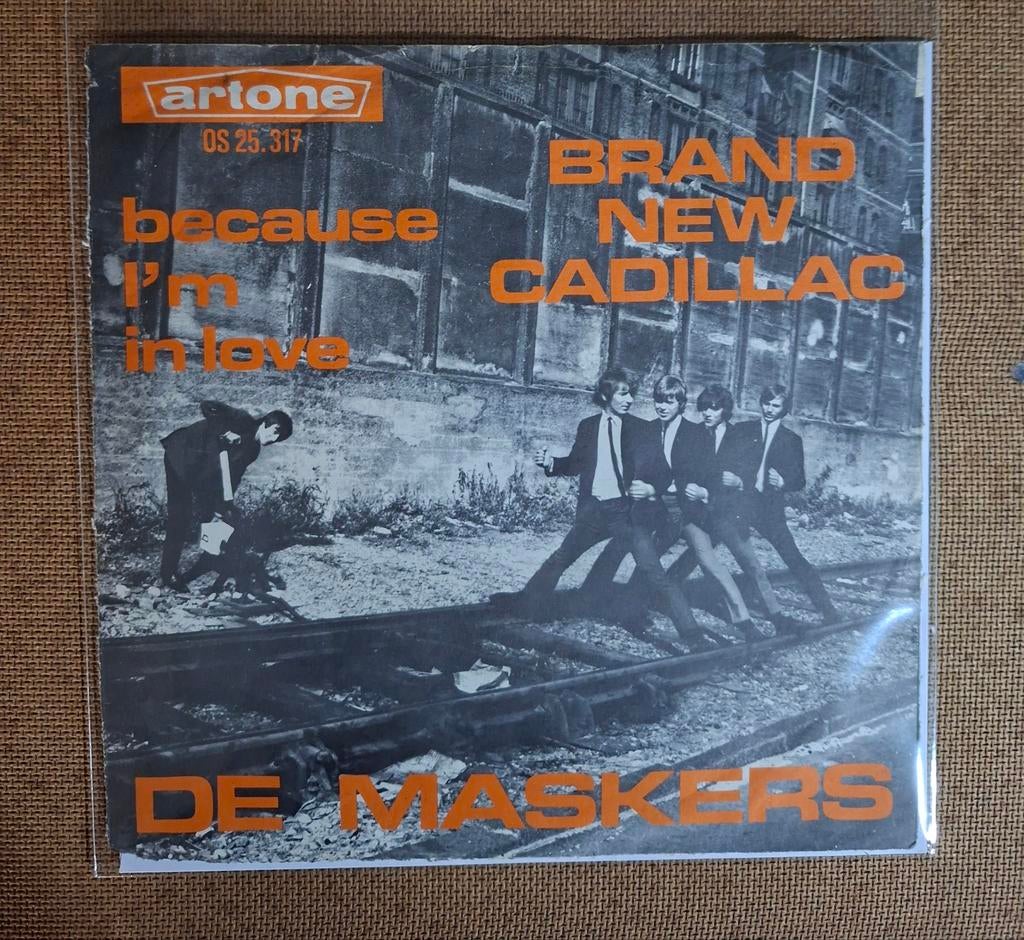 artone
OS 25.317
because
I'm
in love
BRAND
NEW
CADILLAC
DE MASKERS